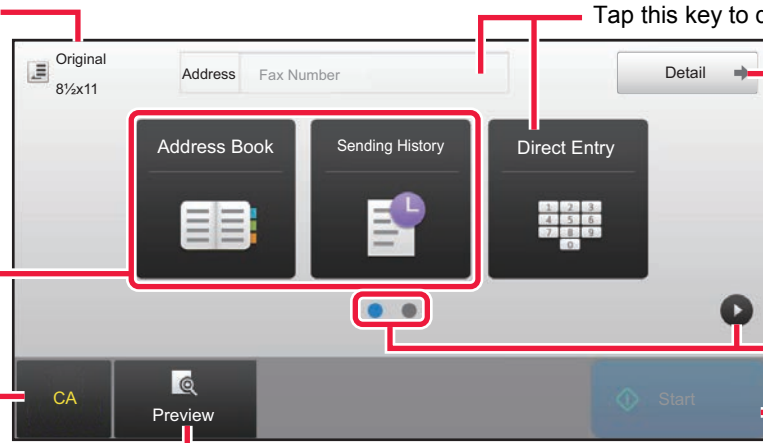 Tap this key to
Original
8½x11
Address
Fax Number
Detail
Address Book
Sending History
Direct Entry
1 2 3
4 5 6
7 8 9
0
CA
Preview
Start